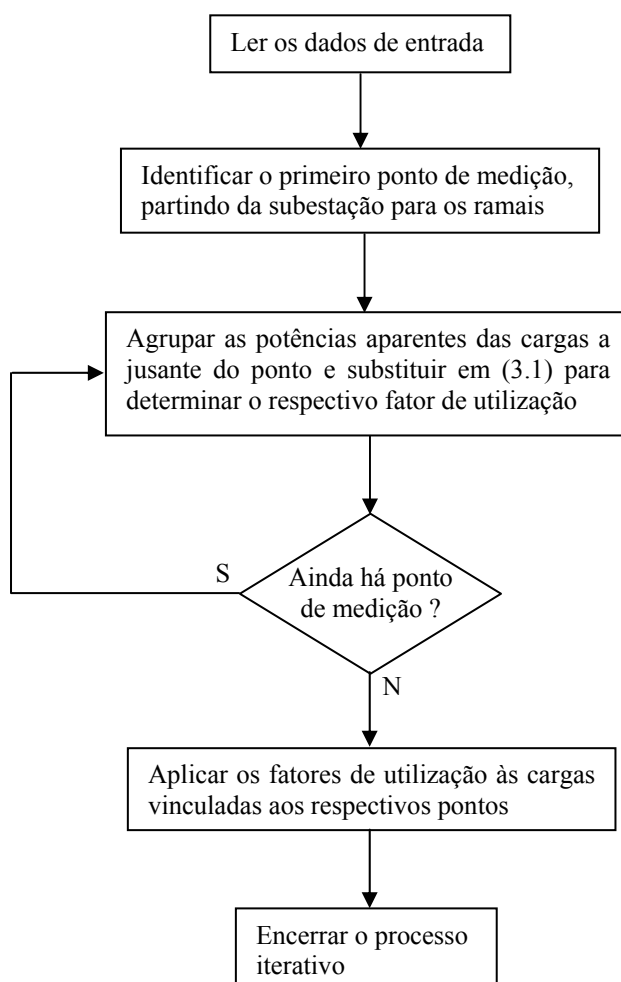 Ler os dados de entrada
Identificar o primeiro ponto de medição,
partindo da subestação para os ramais
Agrupar as potências aparentes das cargas a
jusante do ponto e substituir em (3.1) para
determinar o respectivo fator de utilização
S
Ainda há ponto
de medição ?
N
Aplicar os fatores de utilização às cargas
vinculadas aos respectivos pontos
Encerrar o processo
iterativo